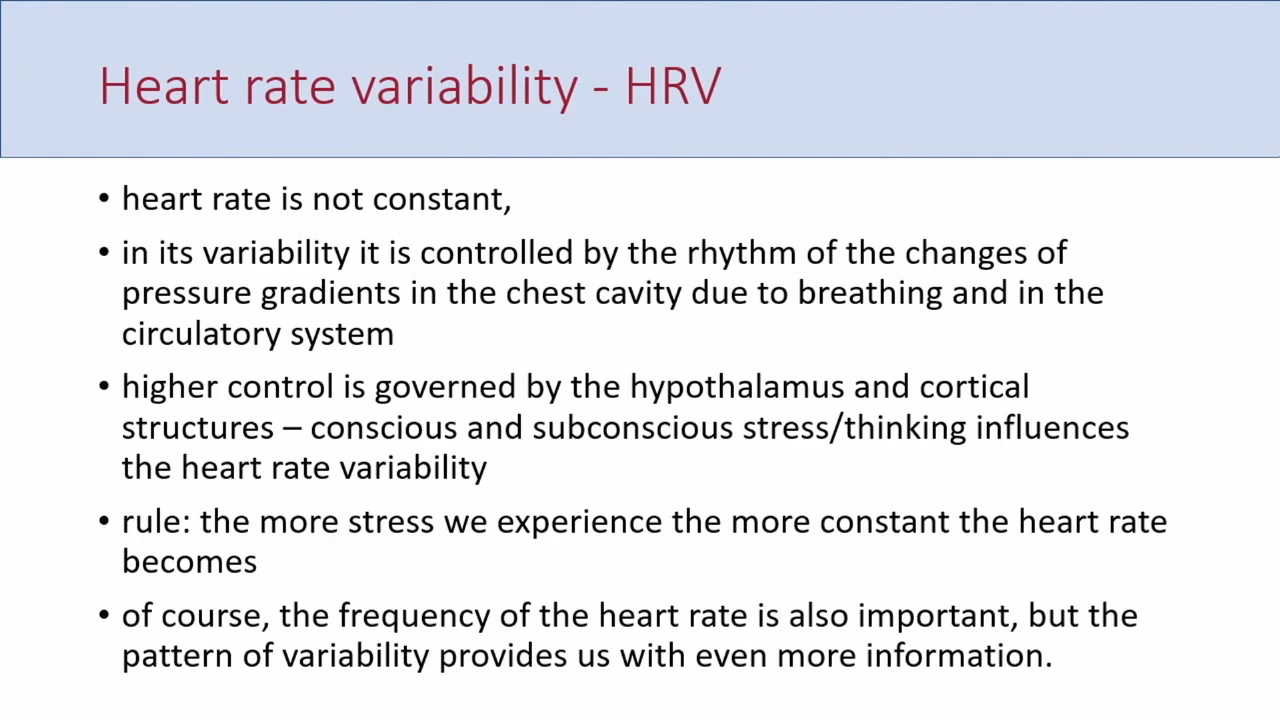 Heart rate variability - HRV
• heart rate is not constant,
• in its variability it is controlled by the rhythm of the changes of
pressure gradients in the chest cavity due to breathing and in the
circulatory system
• higher control is governed by the hypothalamus and cortical
structures – conscious and subconscious stress/thinking influences
the heart rate variability
• rule: the more stress we experience the more constant the heart rate
becomes
• of course, the frequency of the heart rate is also important, but the
pattern of variability provides us with even more information.